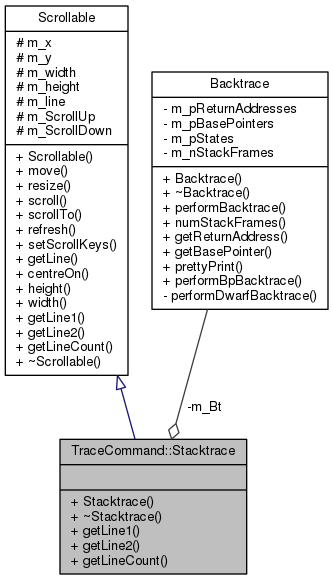 Scrollable
# m_x
# m_y
# m_width
# m_height
# m_line
# m_ScrollUp
# m_ScrollDown
+ Scrollable()
+ move()
+ resize()
+ scroll()
+ scrollTo()
+ refresh()
+ setScrollKeys()
+ getLine()
+ centreOn()
+ height()
+ width()
+ getLine1()
+ getLine2()
+ getLineCount()
+ ~Scrollable()
Backtrace
- m_pReturnAddresses
- m_pBasePointers
- m_pStates
- m_nStackFrames
+ Backtrace()
+ ~Backtrace()
+ performBacktrace()
+ numStackFrames()
+ getReturnAddress()
+ getBasePointer()
+ prettyPrint()
+ performBpBacktrace()
- performDwarfBacktrace()
-m_Bt
TraceCommand::Stacktrace
+ Stacktrace()
+ ~Stacktrace()
+ getLine1()
+ getLine2()
+ getLineCount()